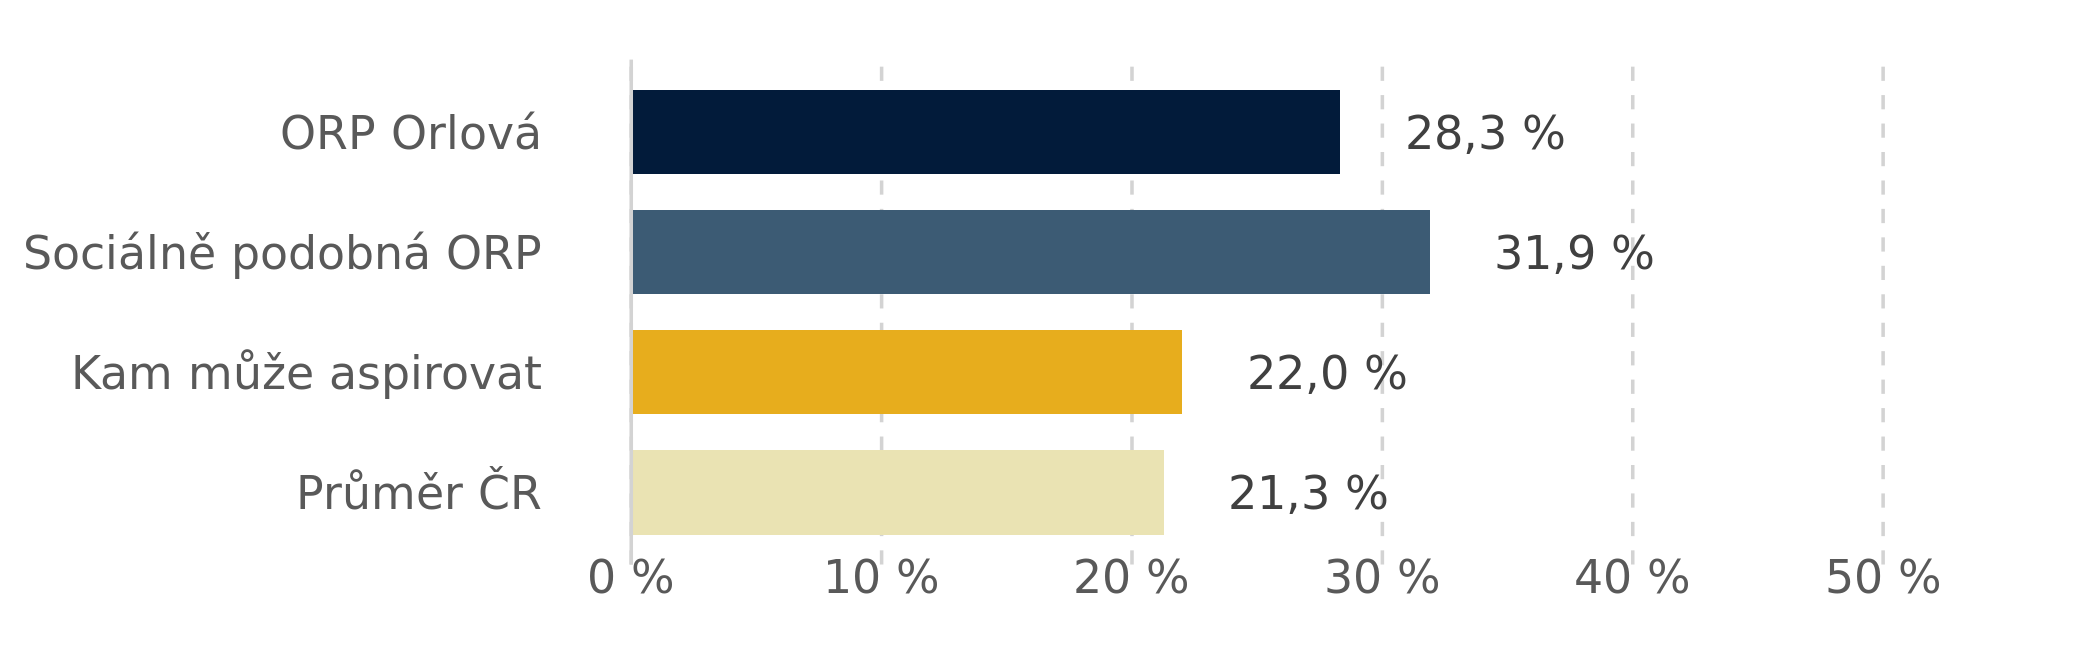 ORP Orlová 28,3 %
Sociálně podobná ORP 31,9 %
Kam může aspirovat 22,0 %
Průměr ČR 21,3 %
0 % 10 % 20 % 30 % 40 % 50 %